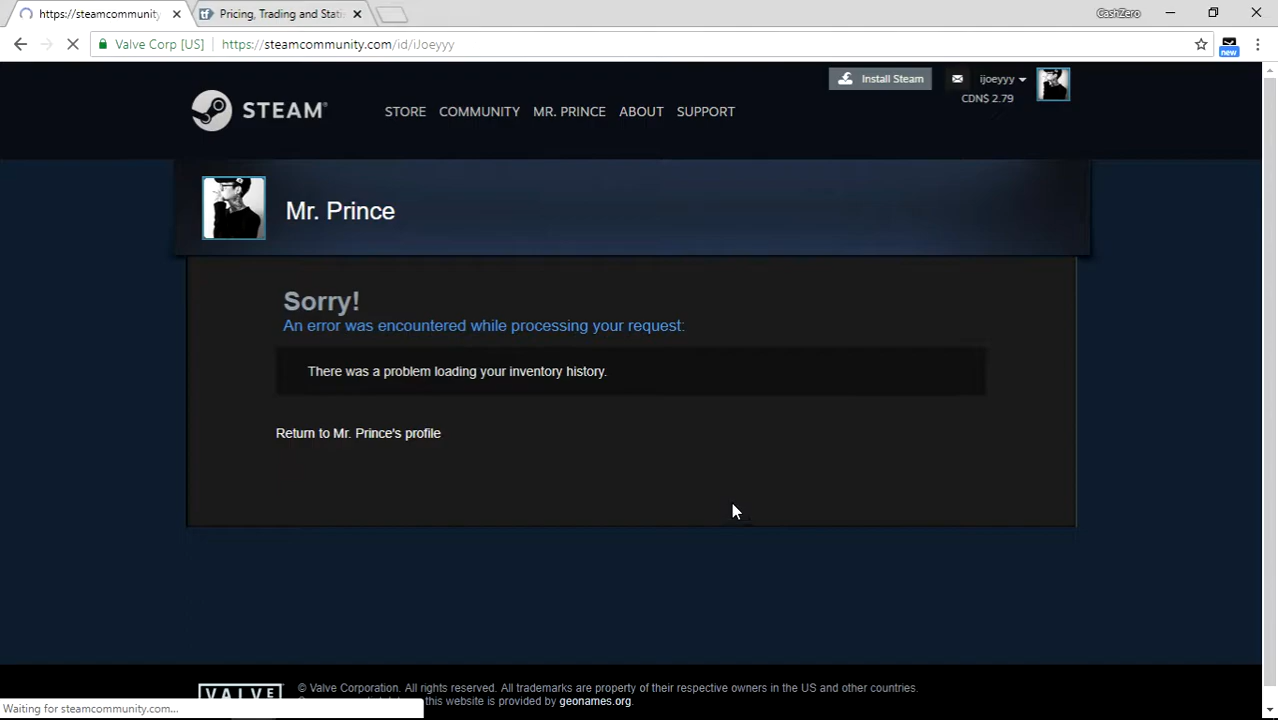 https://steamcommunity
Pricing, Trading and Stati
CashZero
Valve Corp [US]
https://steamcommunity.com/id/iJoeyyy
new
Install Steam
ijoeyyy
CDN$ 2.79
STEAM®
STORE COMMUNITY MR. PRINCE ABOUT SUPPORT
Mr. Prince
Sorry!
An error was encountered while processing your request:
There was a problem loading your inventory history.
Return to Mr. Prince's profile
VALVE
© Valve Corporation. All rights reserved. All trademarks are property of their respective owners in the US and other countries.
this website is provided by geonames.org.
Waiting for steamcommunity.com...